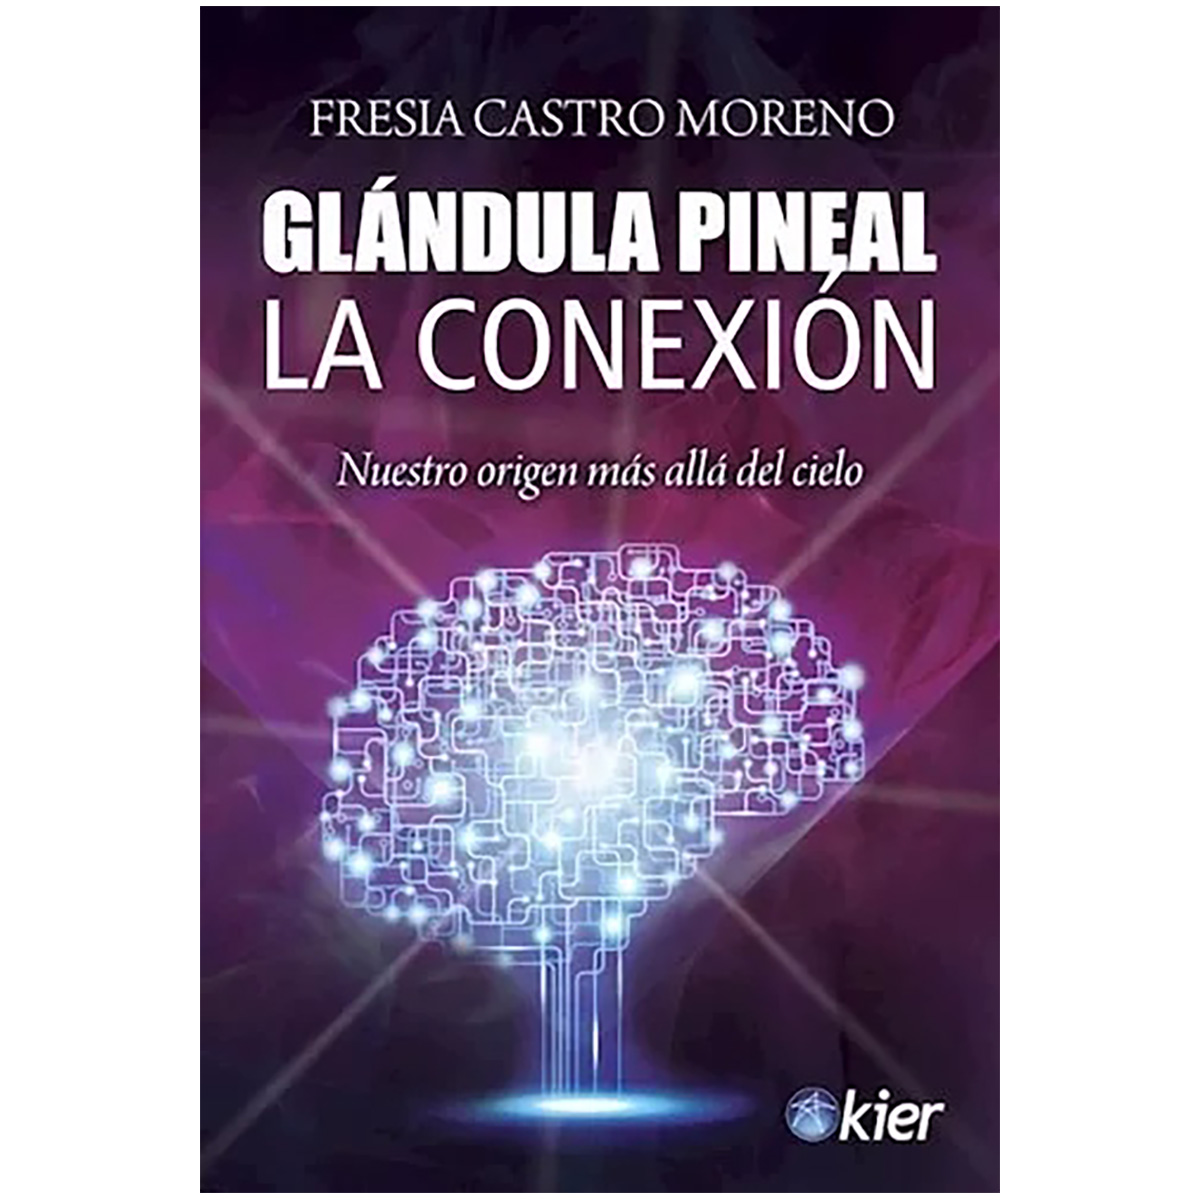 FRESIA CASTRO MORENO
GLÁNDULA PINEAL
LA CONEXIÓN
Nuestro origen más allá del cielo
kier